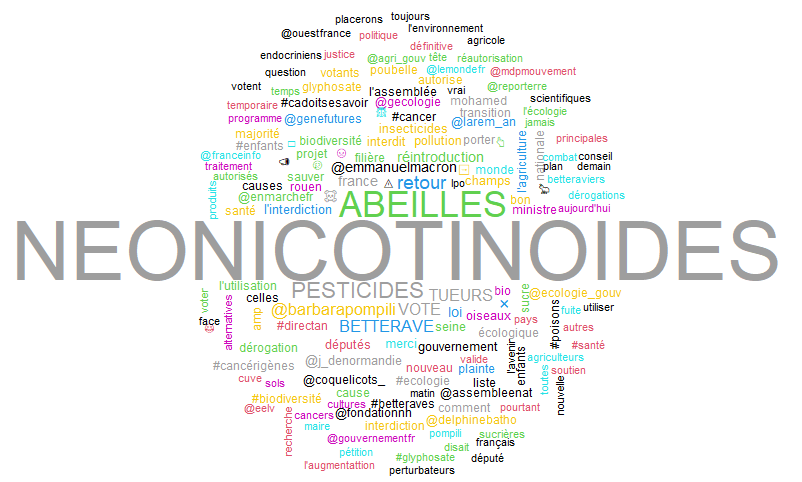 placerons toujours
@ouestfrance politique l'environnement
définitive agricole
endocriniens justice @agri_gouv tête réautorisation
question votants poubelle @lemondefr @mdpmouvement
votent temps glyphosate autorise @reporterre
l'assemblée vrai
temporaire #cadoitsesavoir @gecologie mohamed scientifiques
programme @genefutures #cancer @larem_an transition l'écologie
jamais
majorité insecticides
#enfants biodiversité interdit pollution porter principales
@franceinfo projet filière réintroduction l'agriculture nationale combat conseil
traitement sauver @emmanuelmacron monde plan demain
autorisés causes rouen france retour lpo champs betteraviers
produits @enmarchefr bon dérogations
santé l'interdiction ABEILLES ministre aujourd'hui
NEONICOTINOIDES
l'utilisation PESTICIDES TUEURS bio sucre @ecologie_gouv
voter celles
alternatives amp @barbarapompili VOTE loi oiseaux #poisons fuite utiliser
face #directan BETTERAVE seine pays autres
écologique
dérogation députés merci gouvernement l'avenir #santé
@j_denormandie valide enfants agriculteurs
#cancérigènes nouveau plainte toutes soutien
cuve sols @coquelicots_ #ecologie liste nouvelle
#biodiversité cause matin @assembleenat
@eelv cultures #betteraves comment pourtant
cancers @fondationnh
recherche maire interdiction @delphinebatho
@gouvernementfr pompili sucrières
pétition disait français
#glyphosate député
l'augmentattion perturbateurs